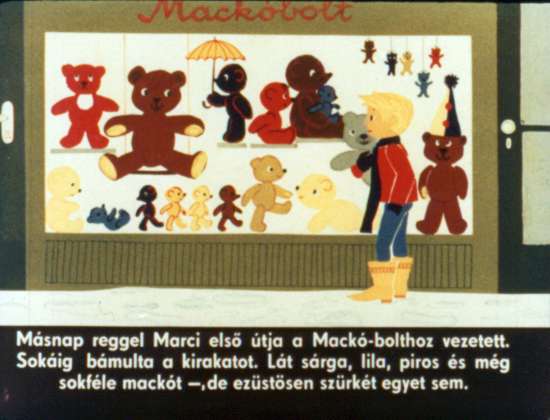 Mackóbolt
Másnap reggel Marci első útja a Mackó-bolthoz vezetett.
Sokáig bámulta a kirakatot. Lát sárga, lila, piros és még
sokféle mackót –,de ezüstösen szürkét egyet sem.